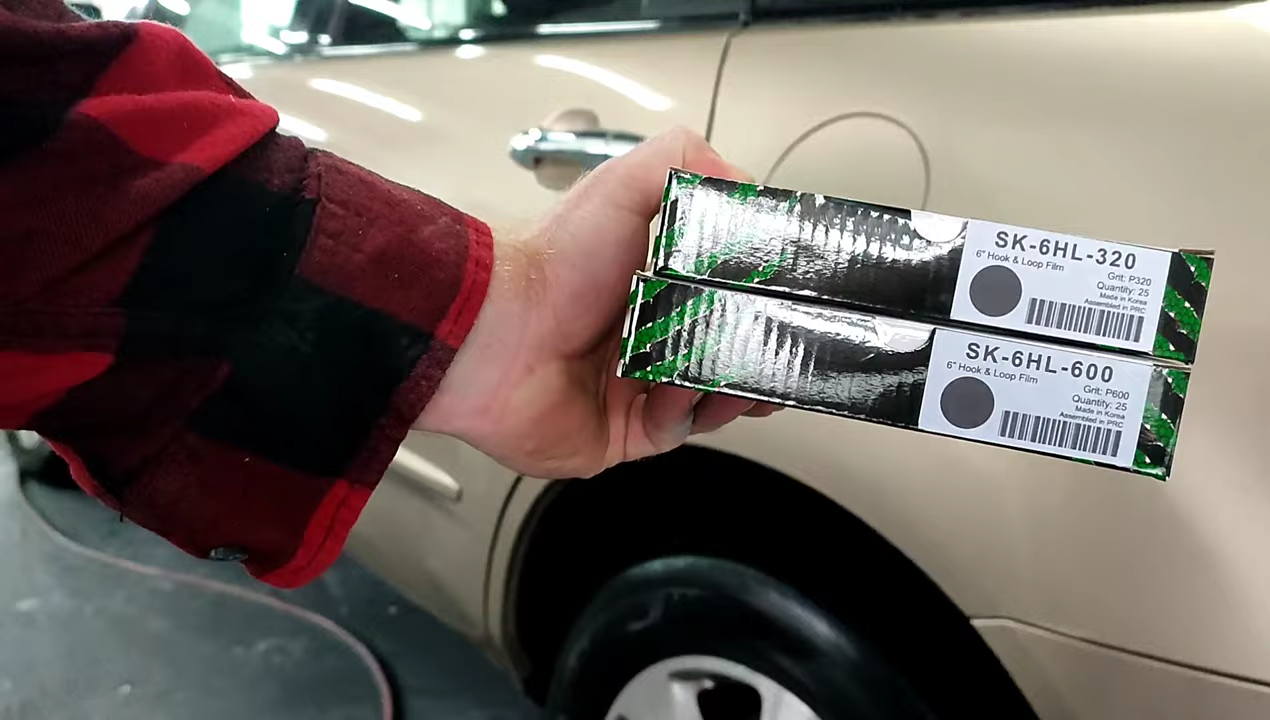 SK-6HL-320
6" Hook & Loop Film
Grit: P320
Quantity: 25
Made in Korea
Assembled in PRC
SK-6HL-600
6" Hook & Loop Film
Grit: P600
Quantity: 25
Made in Korea
Assembled in PRC